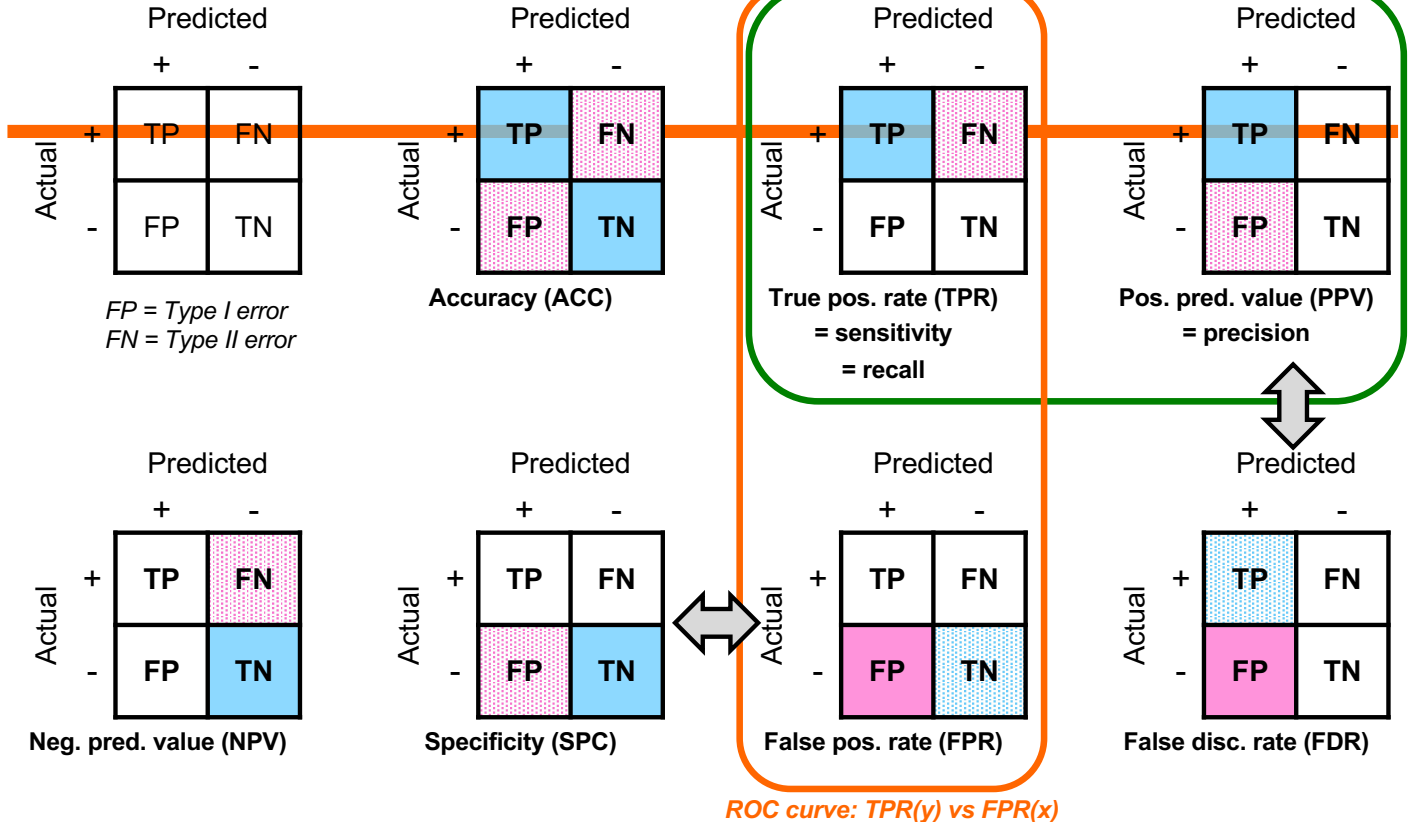 Predicted Predicted Predicted Predicted
+ - + - + - + -
Actual + TP FN Actual + TP FN Actual + TP FN Actual + TP FN
- FP TN - FP TN - FP TN - FP TN
FP = Type I error
FN = Type II error
Accuracy (ACC)
True pos. rate (TPR)
= sensitivity
= recall
Pos. pred. value (PPV)
= precision
Predicted Predicted Predicted Predicted
+ - + - + - + -
Actual + TP FN Actual + TP FN Actual + TP FN Actual + TP FN
- FP TN - FP TN - FP TN - FP TN
Neg. pred. value (NPV)
Specificity (SPC)
False pos. rate (FPR)
False disc. rate (FDR)
ROC curve: TPR(y) vs FPR(x)